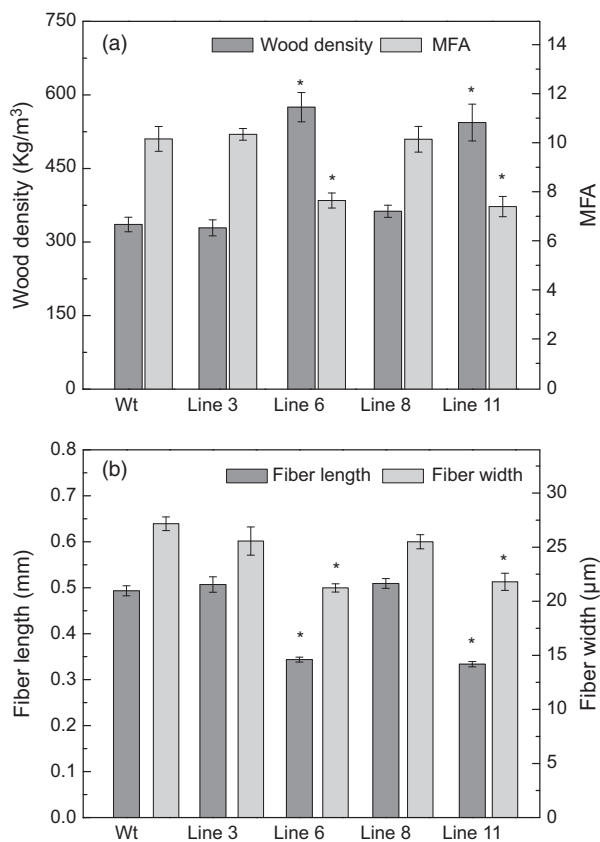 (a)
Wood density
MFA
Wood density (Kg/m³)
750
600
450
300
150
0
MFA
14
12
10
8
6
4
2
0
*
*
*
*
Wt
Line 3
Line 6
Line 8
Line 11
(b)
Fiber length
Fiber width
Fiber length (mm)
0.8
0.7
0.6
0.5
0.4
0.3
0.2
0.1
0.0
Fiber width (μm)
30
25
20
15
10
5
0
*
*
*
*
Wt
Line 3
Line 6
Line 8
Line 11